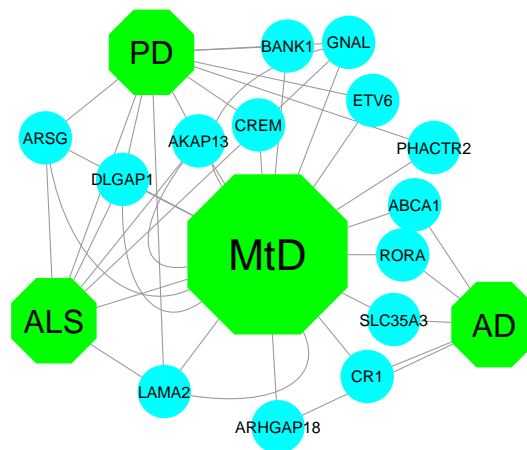 BANK1
GNAL
PD
ETV6
CREM
AKAP13
ARSG
PHACTR2
DLGAP1
ABCA1
MtD
RORA
ALS
SLC35A3
AD
CR1
LAMA2
ARHGAP18